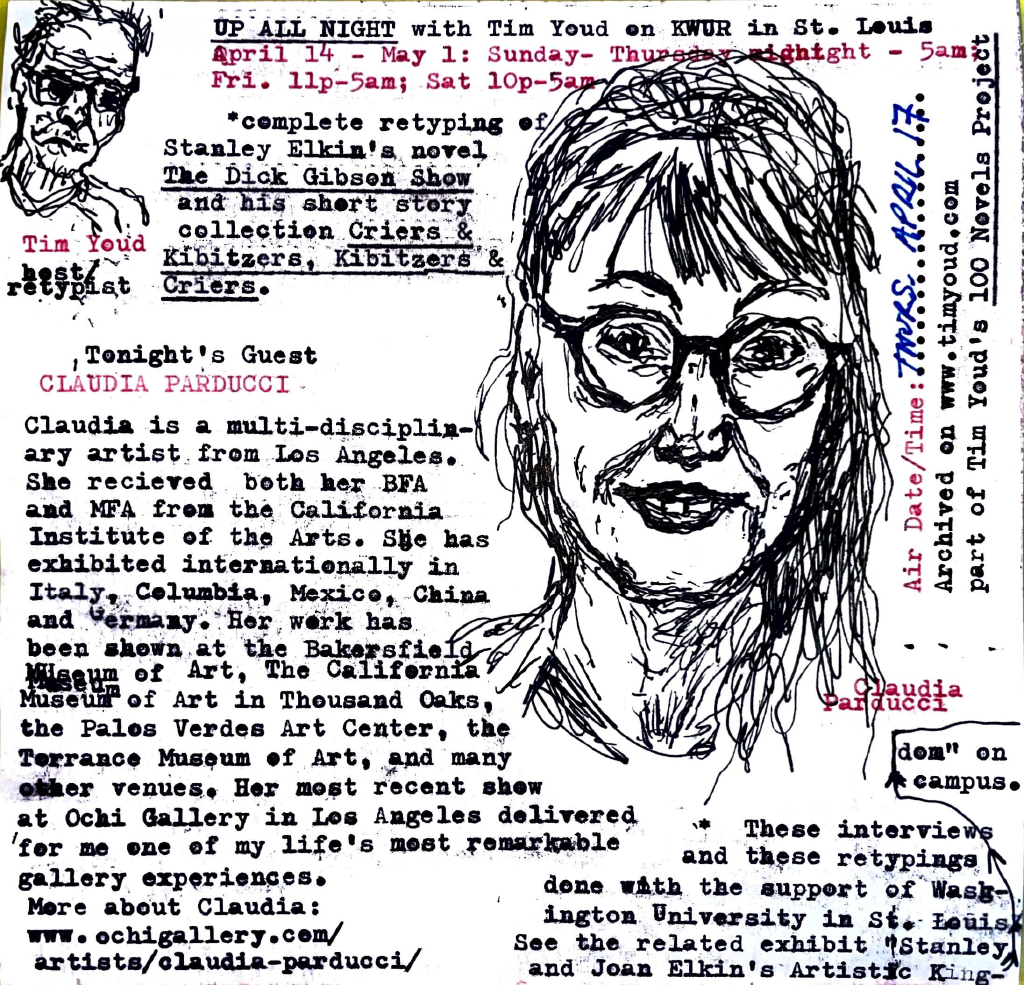 UP ALL NIGHT with Tim Youd on KWUR in St. Louis
April 14 - May 1: Sunday- Thursday midnight - 5am;
Fri. 11p-5am; Sat 10p-5am
*complete retyping of
Stanley Elkin's novel
The Dick Gibson Show
and his short story
collection Criers &
Kibitzers, Kibitzers &
Criers.
Tim Youd
host/
retypist
Tonight's Guest
CLAUDIA PARDUCCI
Claudia is a multi-disciplin-
ary artist from Los Angeles.
She recieved both her BFA
and MFA from the California
Institute of the Arts. She has
exhibited internationally in
Italy, Columbia, Mexico, China
and Germany. Her work has
been shown at the Bakersfield
Museum of Art, The California
Museum of Art in Thousand Oaks,
the Palos Verdes Art Center, the
Torrance Museum of Art, and many
other venues. Her most recent show
at Ochi Gallery in Los Angeles delivered
for me one of my life's most remarkable
gallery experiences.
More about Claudia:
www.ochigallery.com/
artists/claudia-parducci/
Air Date/Time: THURS. APRIL 17
Archived on www.timyoud.com
part of Tim Youd's 100 Novels Project
Claudia
Parducci
* These interviews
and these retypings
done with the support of Wash-
ington University in St. Louis
See the related exhibit "Stanley
and Joan Elkin's Artistic King-
dom" on
campus.